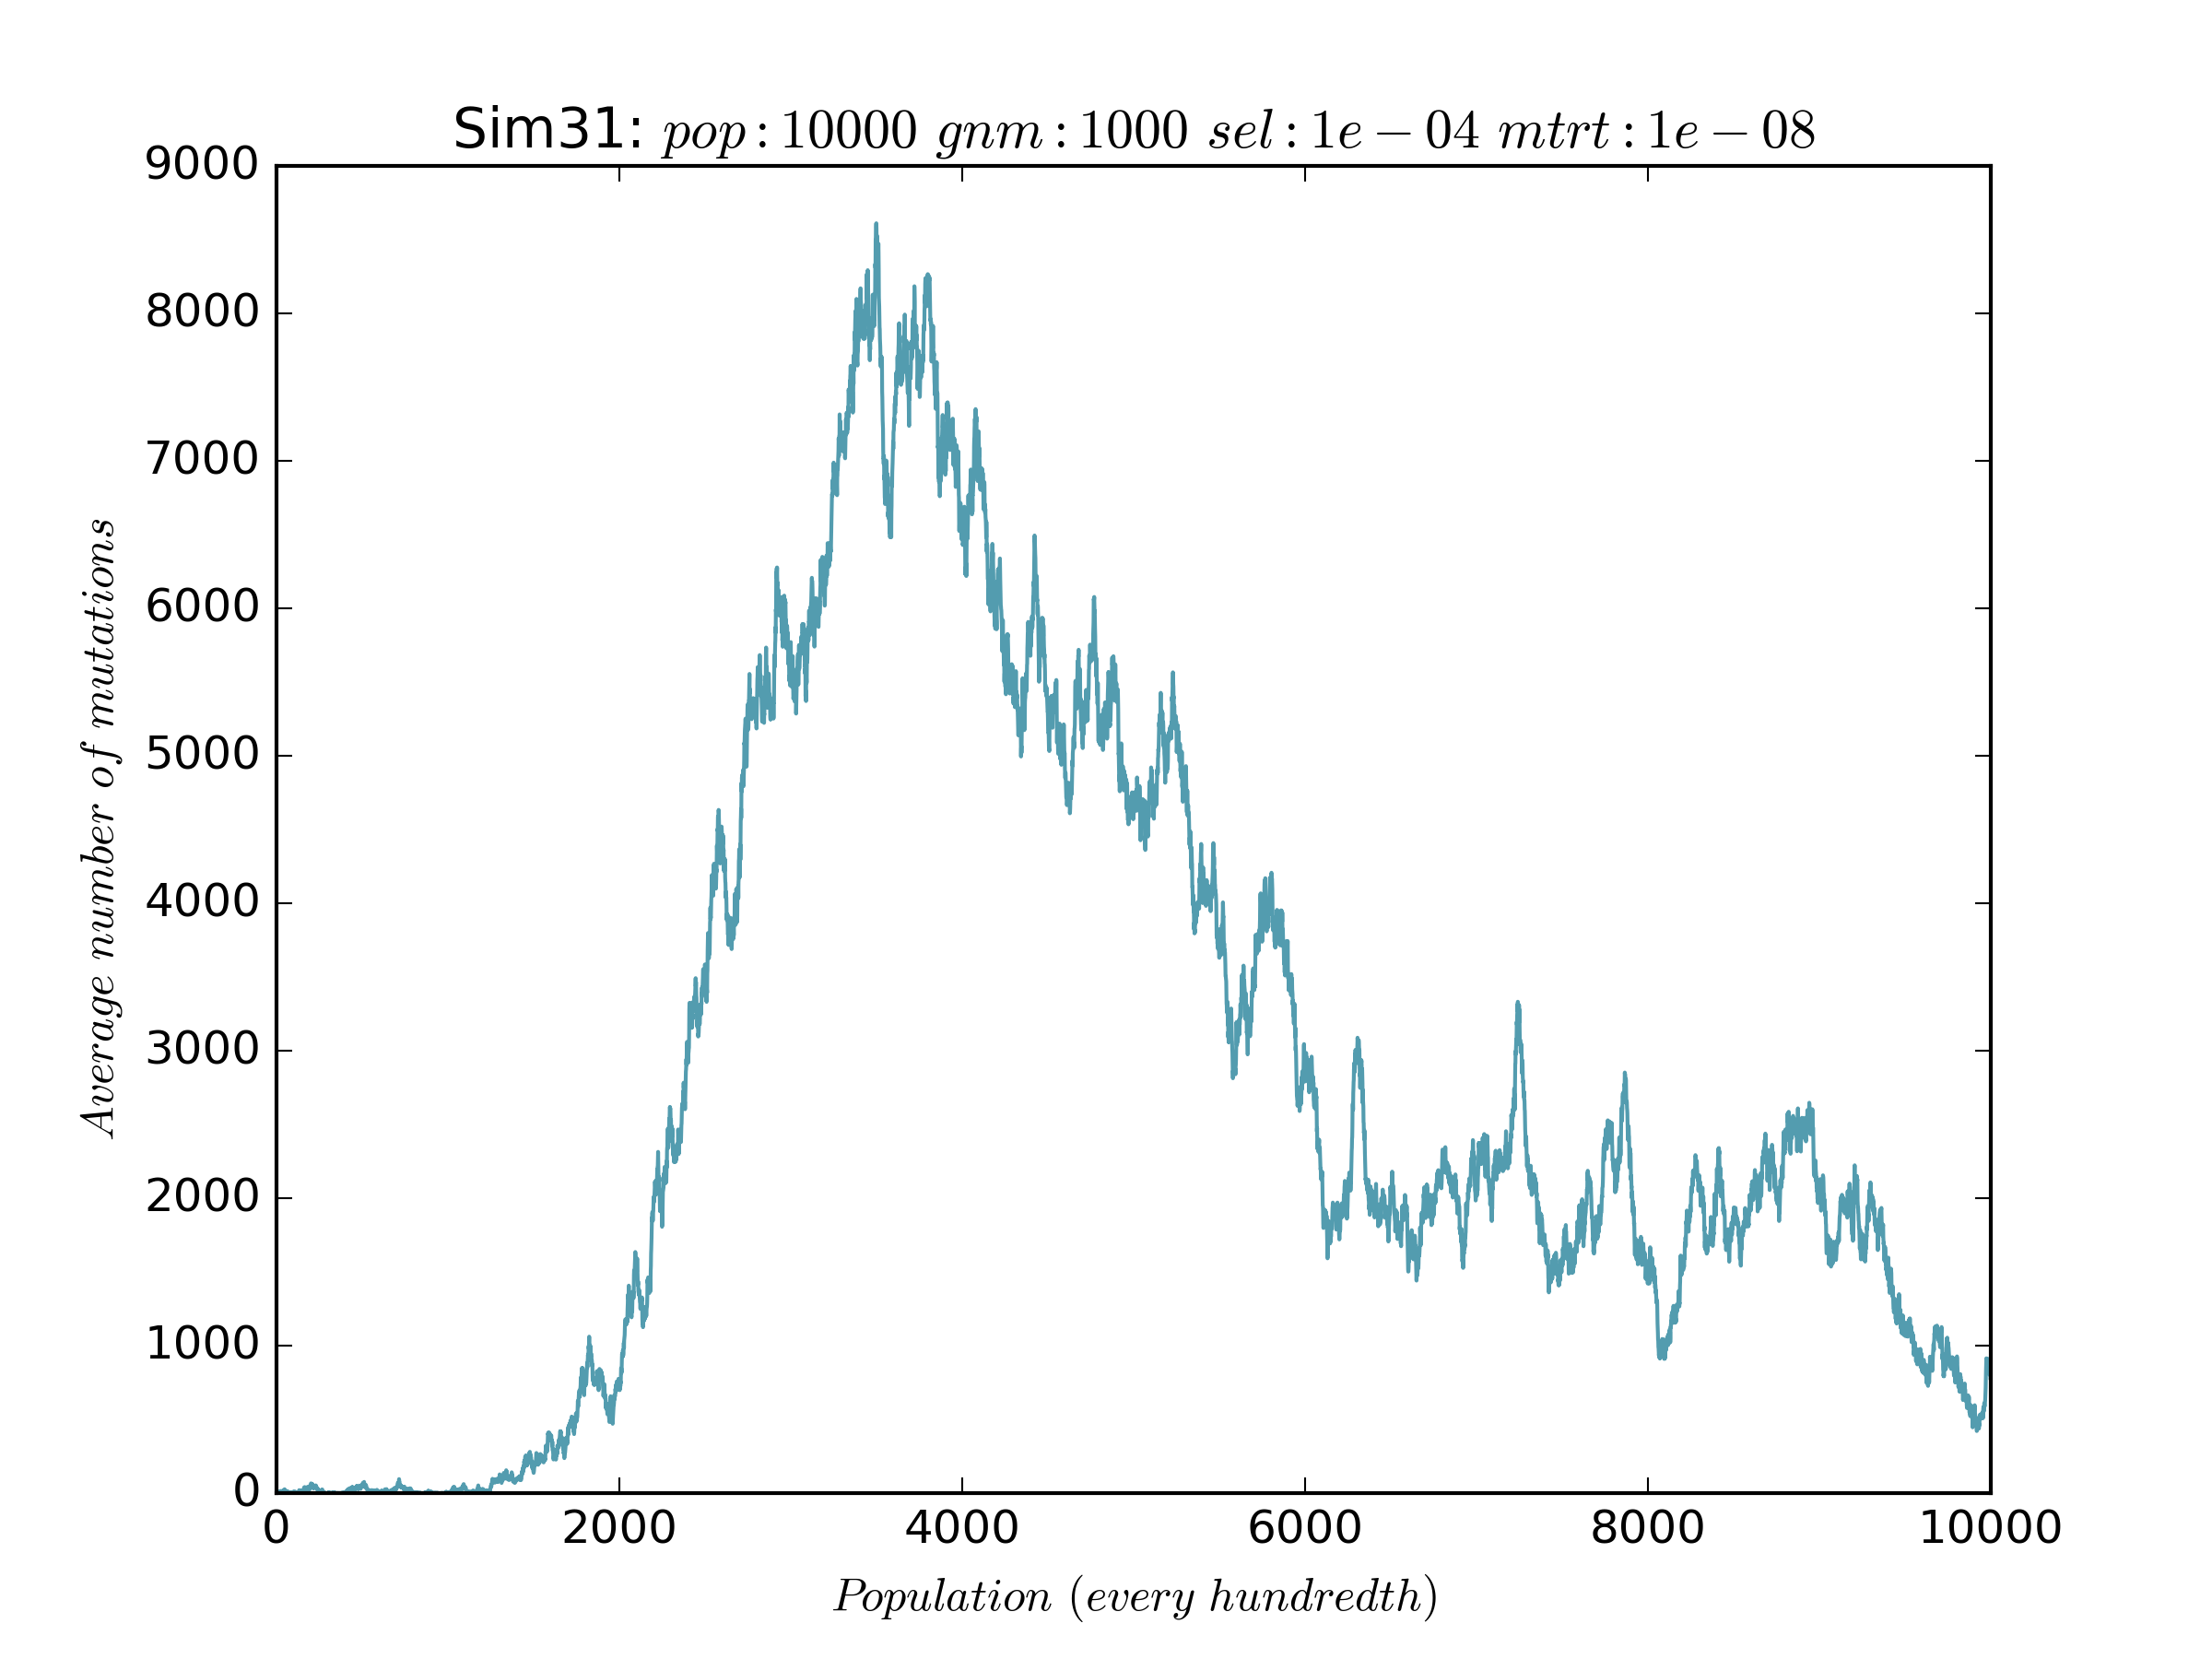 Sim31: pop : 10000 gnm : 1000 sel : 1e − 04 mtrt : 1e − 08
9000
8000
7000
6000
5000
4000
3000
2000
1000
0
Average number of mutations
0 2000 4000 6000 8000 10000
Population (every hundredth)